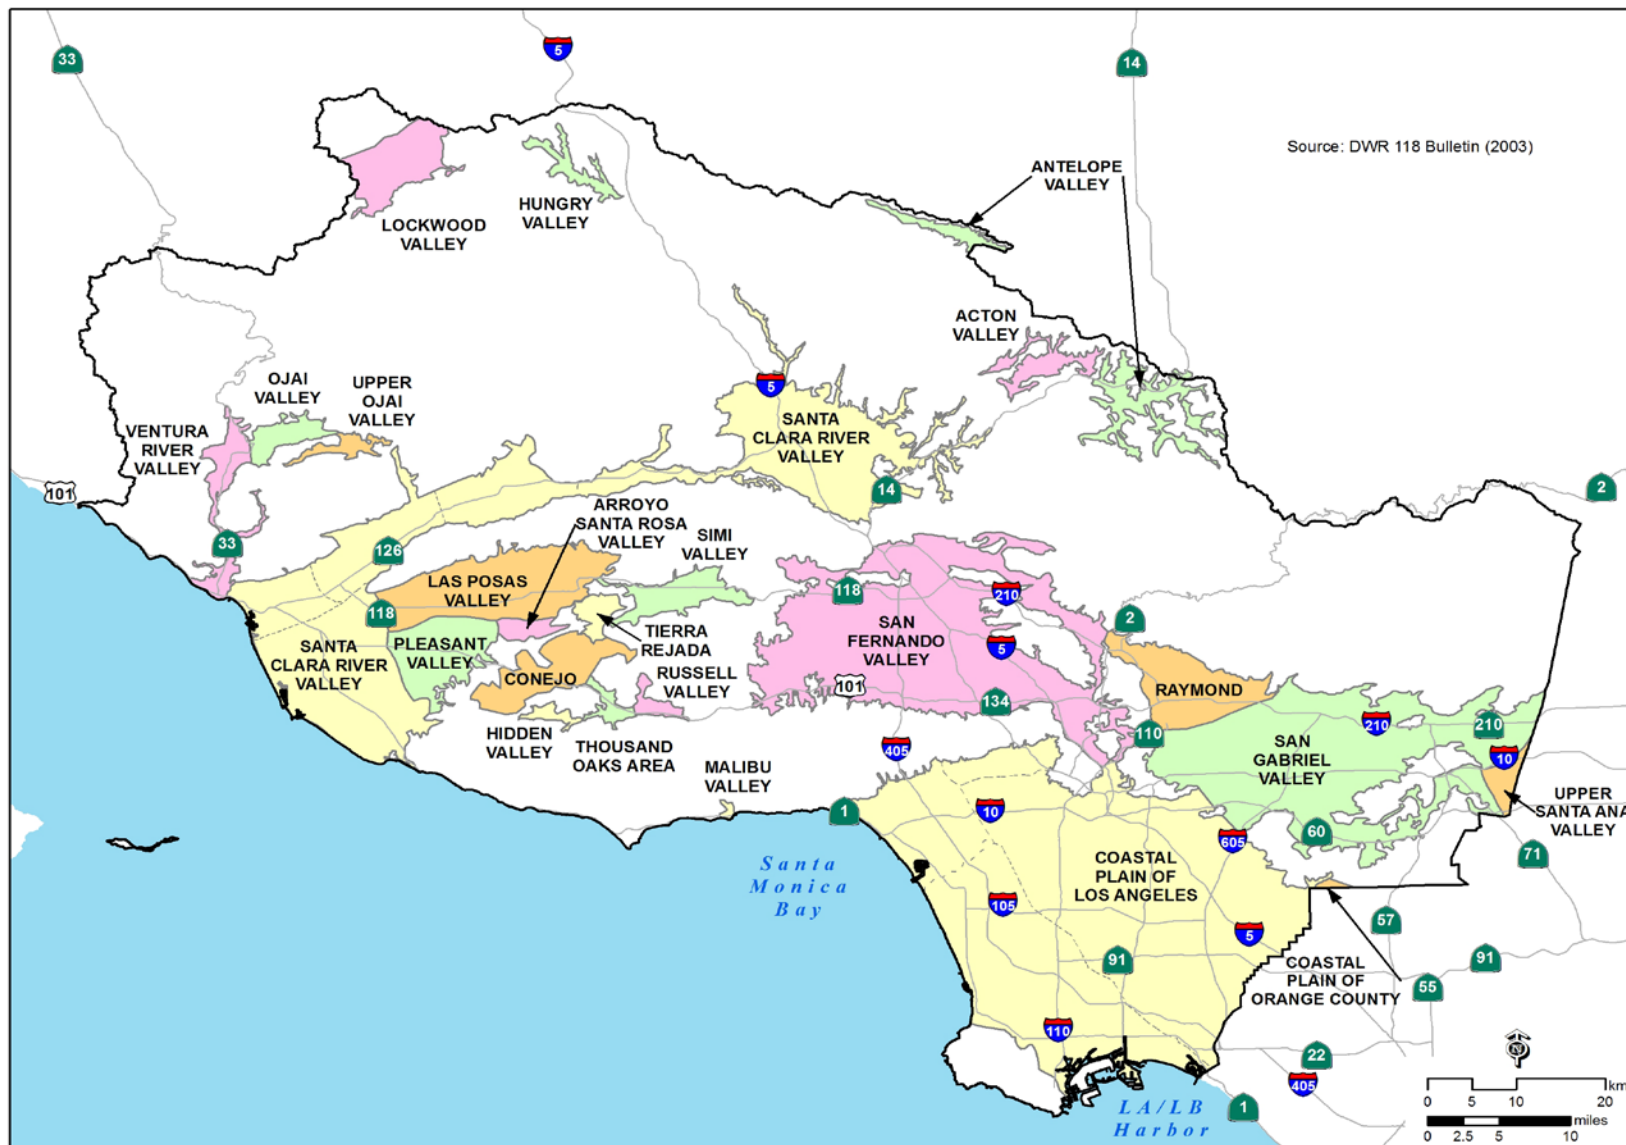 33
5
14
Source: DWR 118 Bulletin (2003)
ANTELOPE
VALLEY
HUNGRY
VALLEY
LOCKWOOD
VALLEY
ACTON
VALLEY
5
OJAI
VALLEY
UPPER
OJAI
VALLEY
VENTURA
RIVER
VALLEY
SANTA
CLARA RIVER
VALLEY
101
14
2
ARROYO
SANTA ROSA
VALLEY
SIMI
VALLEY
33
126
LAS POSAS
VALLEY
118
118
210
2
SAN
FERNANDO
VALLEY
5
SANTA
CLARA RIVER
VALLEY
PLEASANT
VALLEY
TIERRA
REJADA
CONEJO
RUSSELL
VALLEY
101
134
RAYMOND
HIDDEN
VALLEY
THOUSAND
OAKS AREA
405
110
SAN
GABRIEL
VALLEY
210
210
10
MALIBU
VALLEY
1
10
605
60
UPPER
SANTA ANA
VALLEY
71
Santa
Monica
Bay
COASTAL
PLAIN OF
LOS ANGELES
105
5
57
91
91
COASTAL
PLAIN OF
ORANGE COUNTY
55
110
22
405
N
LA/LB
Harbor
1
km
0 5 10 20
miles
0 2.5 5 10